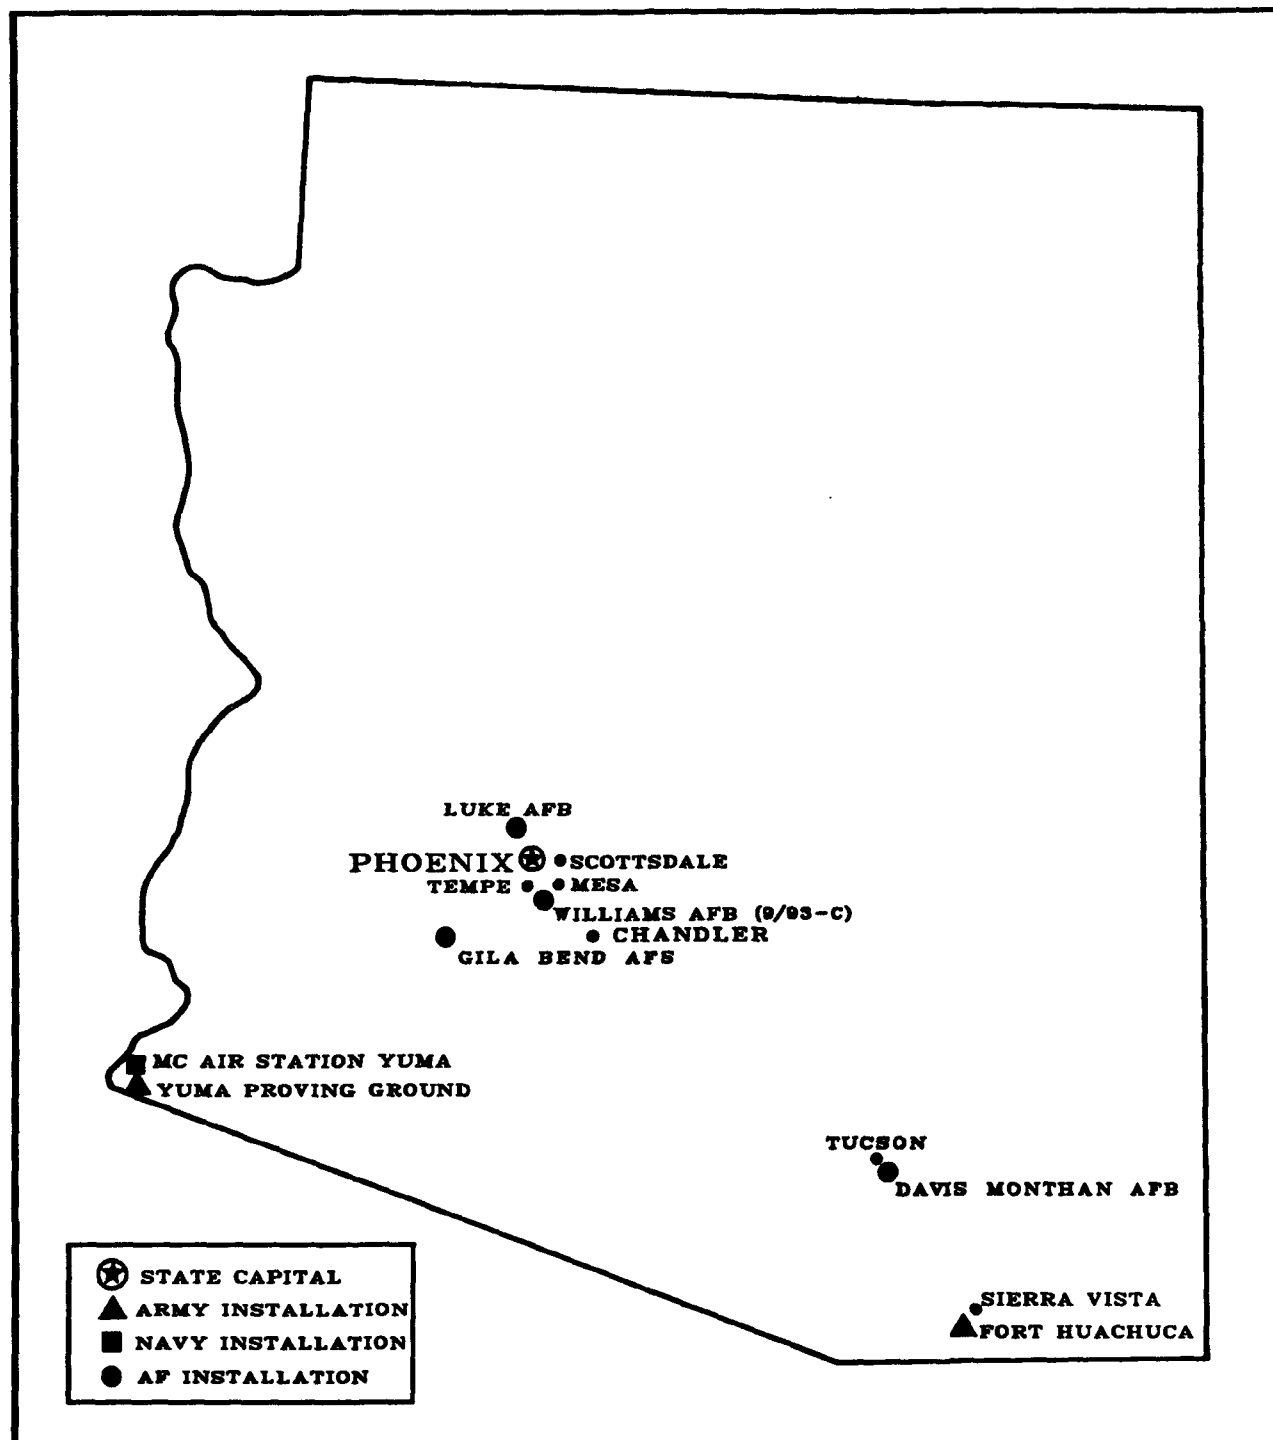 LUKE AFB
PHOENIX
SCOTTSDALE
TEMPE
MESA
WILLIAMS AFB (9/93-C)
CHANDLER
GILA BEND AFS
MC AIR STATION YUMA
YUMA PROVING GROUND
TUCSON
DAVIS MONTHAN AFB
SIERRA VISTA
FORT HUACHUCA
STATE CAPITAL
ARMY INSTALLATION
NAVY INSTALLATION
AF INSTALLATION